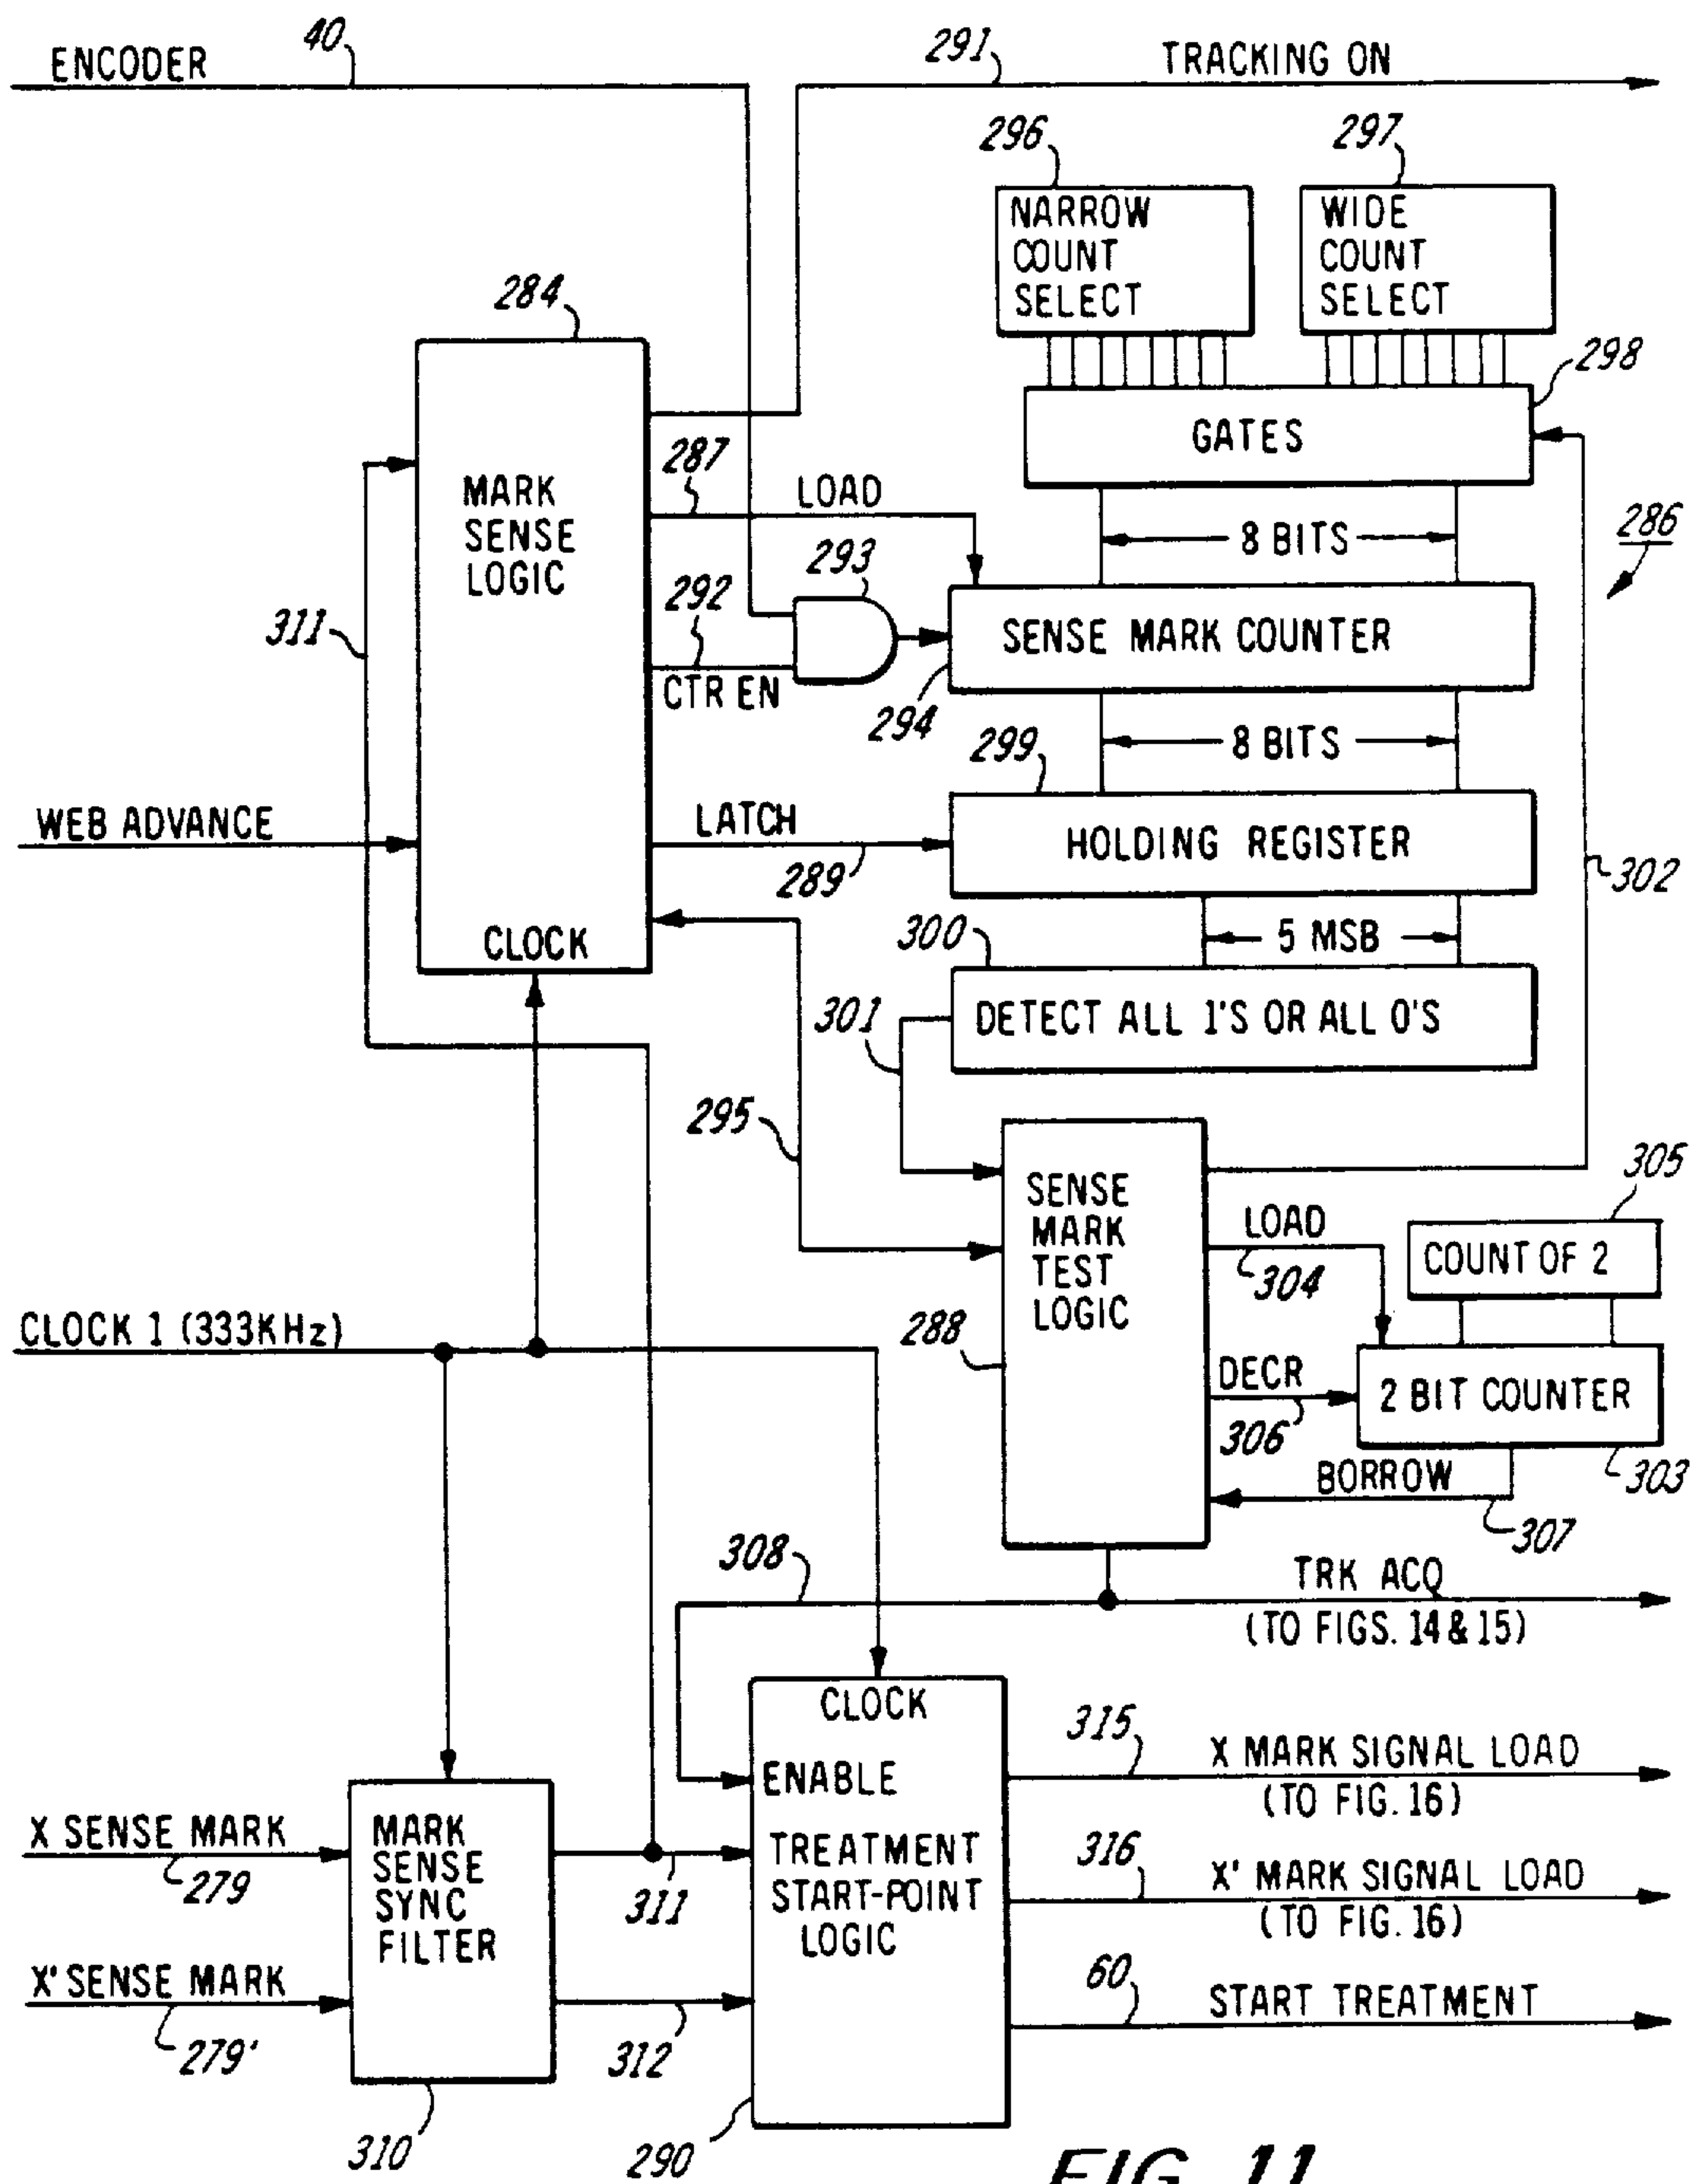 ENCODER
40
291
TRACKING ON
296
297
NARROW
COUNT
SELECT
WIDE
COUNT
SELECT
284
298
GATES
MARK
SENSE
LOGIC
287
LOAD
8 BITS
286
293
311
292
CTR EN
SENSE MARK COUNTER
294
8 BITS
299
WEB ADVANCE
LATCH
289
HOLDING REGISTER
302
CLOCK
300
5 MSB
301
DETECT ALL 1'S OR ALL 0'S
295
SENSE
MARK
TEST
LOGIC
305
LOAD
304
COUNT OF 2
CLOCK 1 (333KHz)
288
DECR
306
2 BIT COUNTER
303
BORROW
307
308
TRK ACQ
(TO FIGS. 14 & 15)
CLOCK
ENABLE
315
X MARK SIGNAL LOAD
(TO FIG. 16)
X SENSE MARK
279
MARK
SENSE
SYNC
FILTER
311
TREATMENT
START-POINT
LOGIC
316
X' MARK SIGNAL LOAD
(TO FIG. 16)
X' SENSE MARK
279'
312
60
START TREATMENT
310
290
FIG. 11